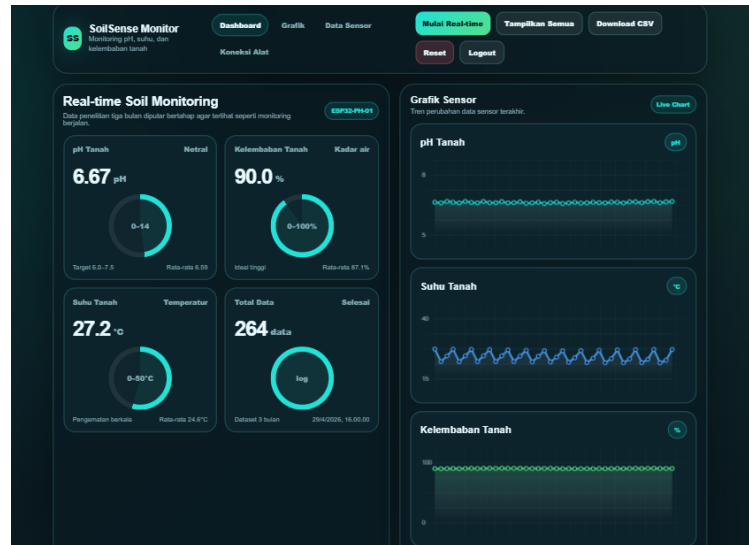 SS
SoilSense Monitor
Monitoring pH, suhu, dan
kelembaban tanah
Dashboard
Grafik
Data Sensor
Koneksi Alat
Mulai Real-time
Tampilkan Semua
Download CSV
Reset
Logout
Real-time Soil Monitoring
Data penelitian tiga bulan diputar bertahap agar terlihat seperti monitoring
berjalan.
ESP32-PH-01
pH Tanah
Netral
6.67 pH
0–14
Target 6.0–7.5
Rata-rata 6.59
Kelembaban Tanah
Kadar air
90.0 %
0–100%
Ideal tinggi
Rata-rata 87.1%
Suhu Tanah
Temperatur
27.2 °C
0–50°C
Pengamatan berkala
Rata-rata 24.6°C
Total Data
Selesai
264 data
log
Dataset 3 bulan
29/4/2026, 16.00.00
Grafik Sensor
Tren perubahan data sensor terakhir.
Live Chart
pH Tanah
pH
8
5
Suhu Tanah
°C
40
15
Kelembaban Tanah
%
100
0